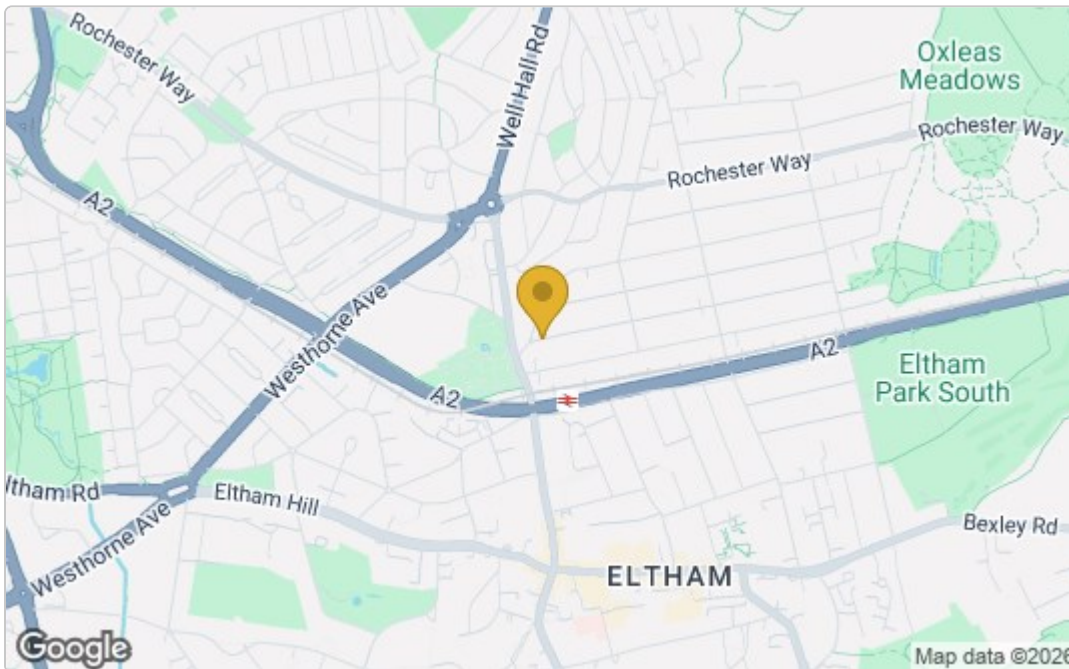 Rochester Way
Well Hall Rd
Oxleas
Meadows
Rochester Way
Rochester Way
A2
Westhorne Ave
A2
A2
Eltham
Park South
ltham Rd
Eltham Hill
Westhorne Ave
Bexley Rd
ELTHAM
Google
Map data ©2026